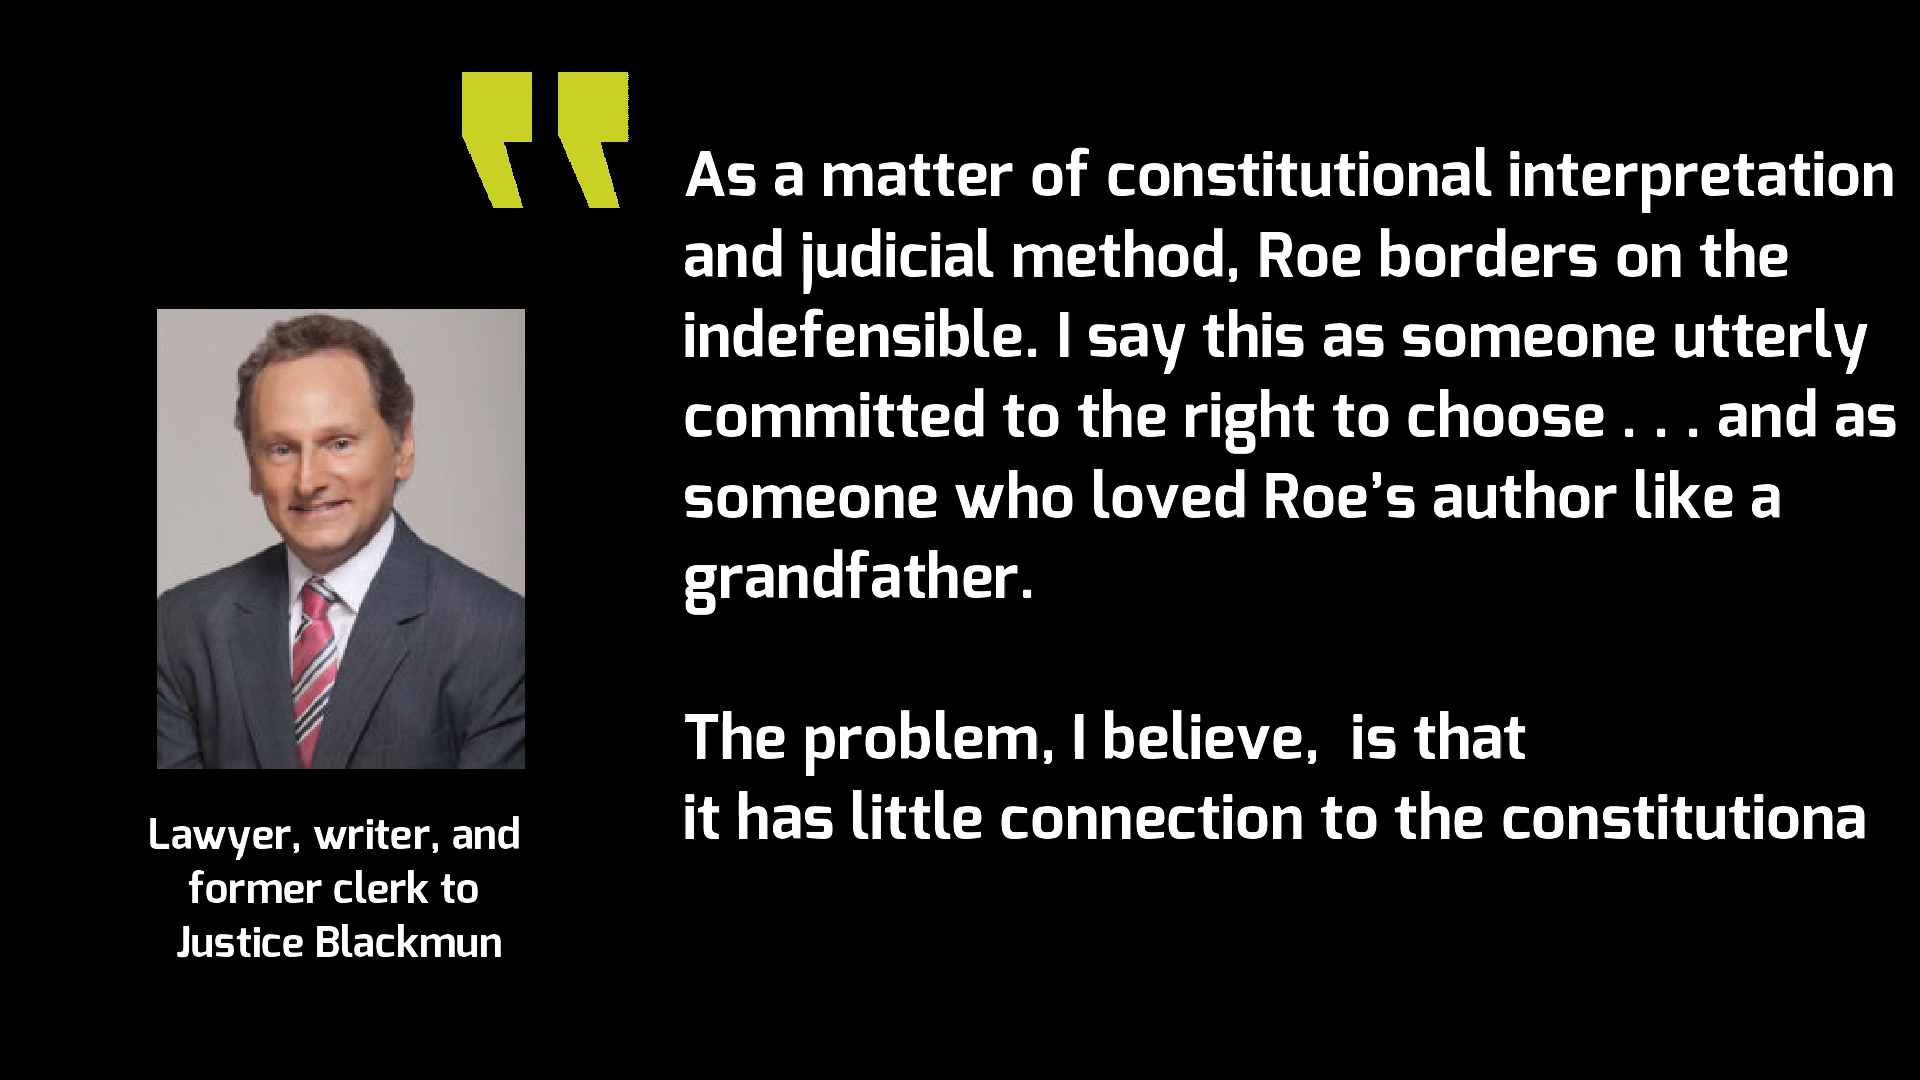 As a matter of constitutional interpretation
and judicial method, Roe borders on the
indefensible. I say this as someone utterly
committed to the right to choose . . . and as
someone who loved Roe’s author like a
grandfather.
The problem, I believe,  is that
it has little connection to the constitutiona
Lawyer, writer, and
former clerk to
Justice Blackmun